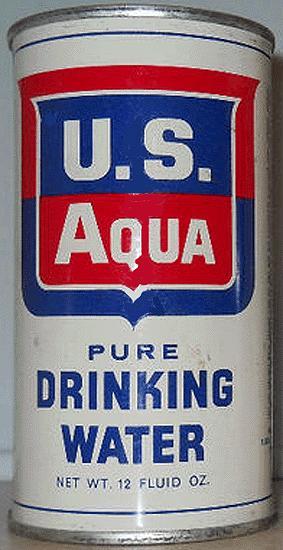 U.S.
AQUA
PURE
DRINKING
WATER
NET WT. 12 FLUID OZ.